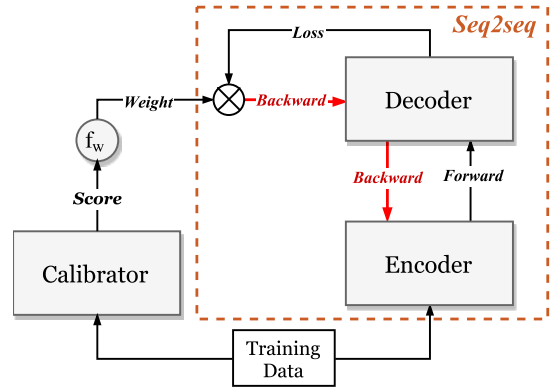 Seq2seq
Loss
Weight
Backward
Decoder
f_w
Backward
Forward
Score
Calibrator
Encoder
Training
Data